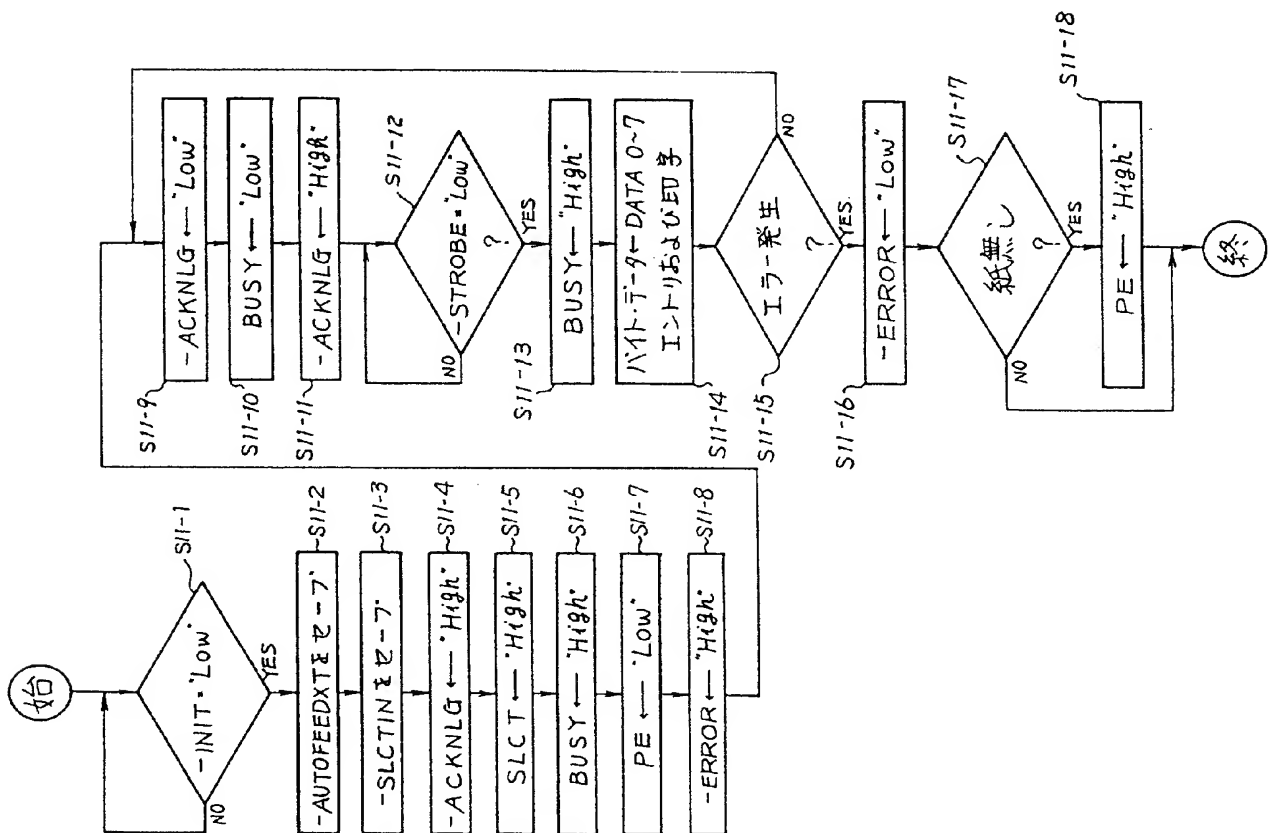 始
-INIT="Low"
?
NO
YES
S11-1
-AUTOFEEDXTをセーブ
S11-2
-SLCTINをセーブ
S11-3
-ACKNLG ← "High"
S11-4
SLCT ← "High"
S11-5
BUSY ← "High"
S11-6
PE ← "Low"
S11-7
-ERROR ← "High"
S11-8
-ACKNLG ← "Low"
S11-9
BUSY ← "Low"
S11-10
-ACKNLG ← "High"
S11-11
-STROBE="Low"
?
NO
YES
S11-12
BUSY ← "High"
S11-13
バイト・データ←DATA 0~7
エントリおよび印字
S11-14
エラー発生
?
NO
YES
S11-15
-ERROR ← "Low"
S11-16
紙無し
?
NO
YES
S11-17
PE ← "High"
S11-18
終